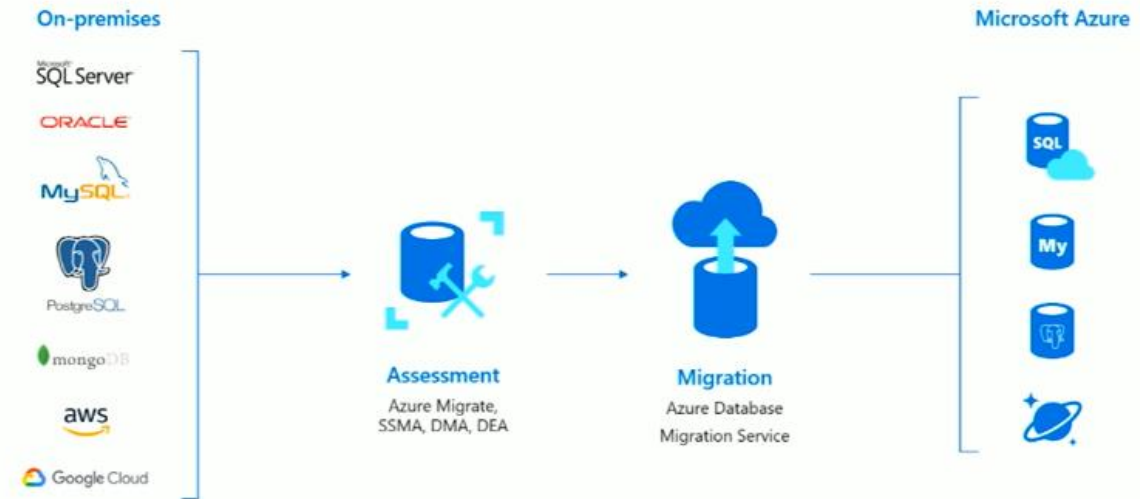 On-premises
Microsoft Azure
Microsoft
SQL Server
ORACLE
MySQL
PostgreSQL
mongoDB
aws
Google Cloud
Assessment
Azure Migrate,
SSMA, DMA, DEA
Migration
Azure Database
Migration Service
SQL
My